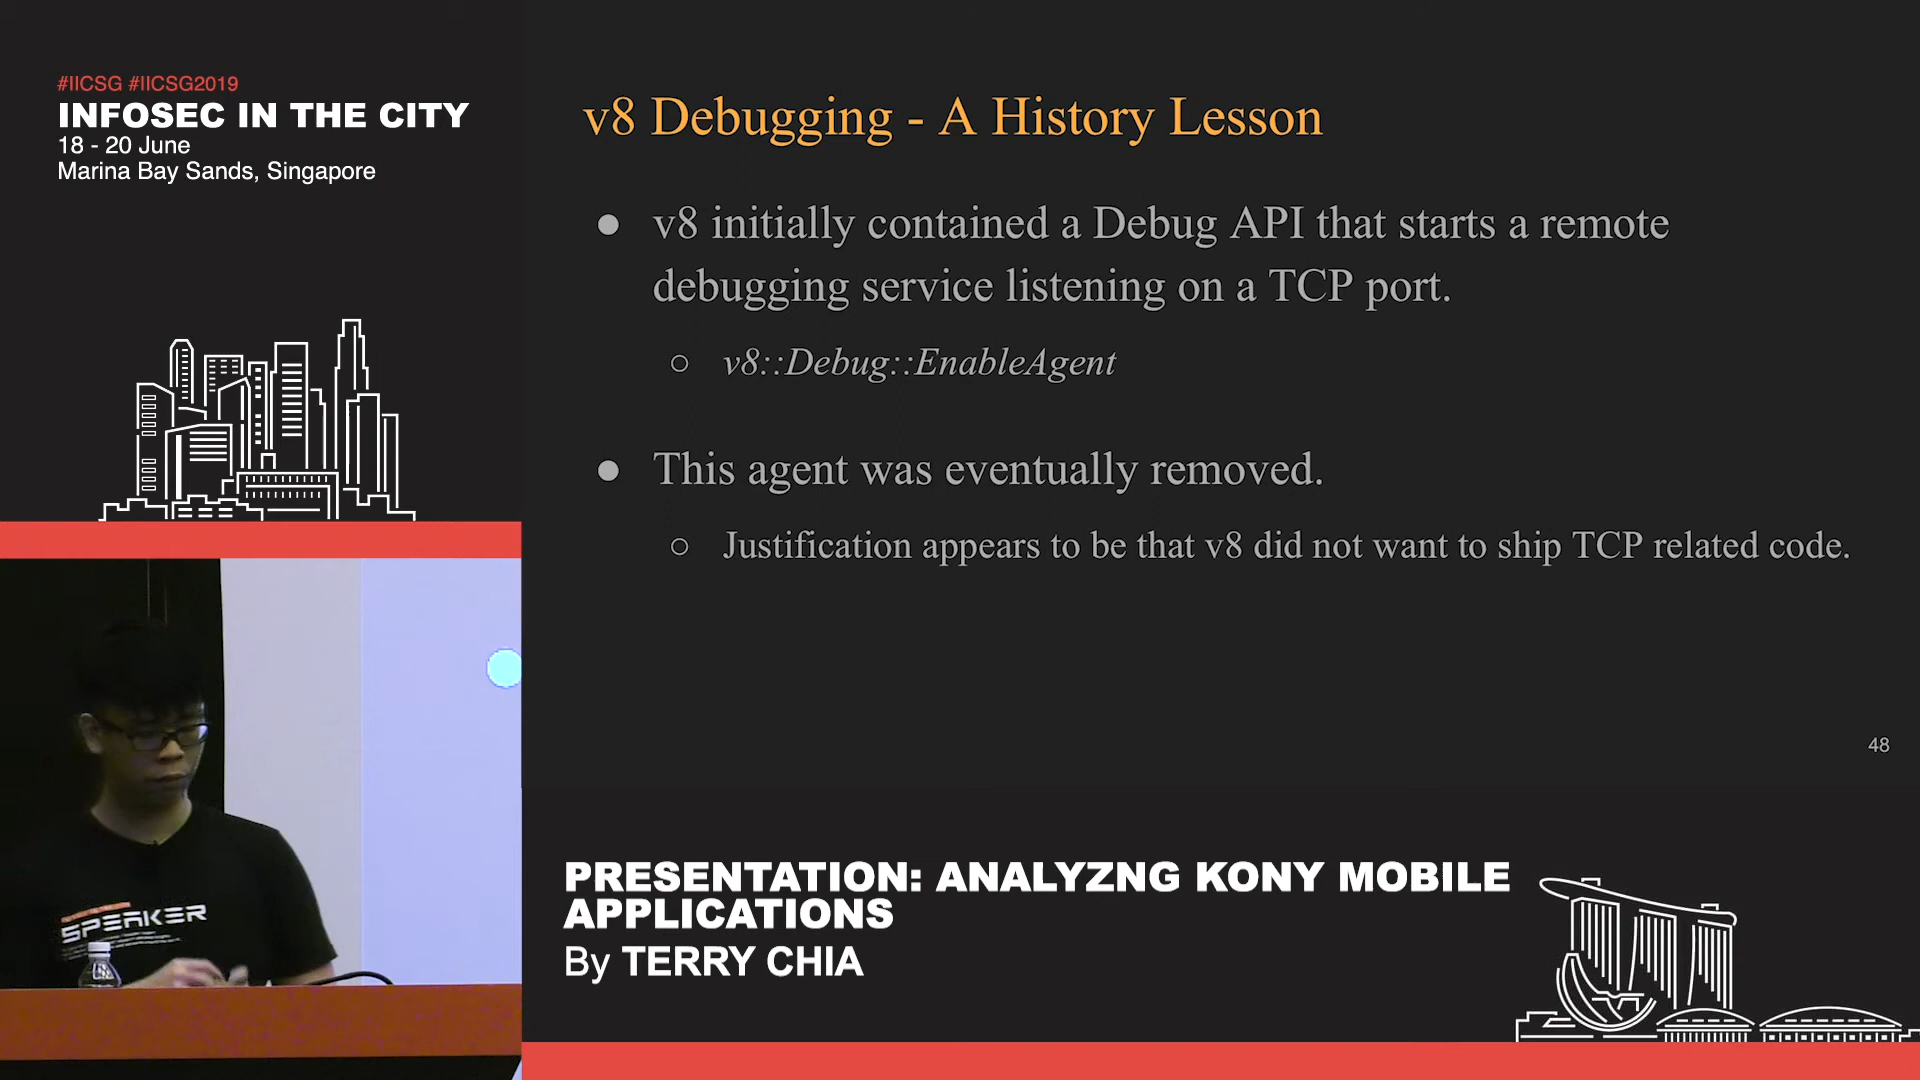 #IICSG #IICSG2019
INFOSEC IN THE CITY
18 - 20 June
Marina Bay Sands, Singapore
v8 Debugging - A History Lesson
● v8 initially contained a Debug API that starts a remote
debugging service listening on a TCP port.
○ v8::Debug::EnableAgent
● This agent was eventually removed.
○ Justification appears to be that v8 did not want to ship TCP related code.
48
SPEAKER
PRESENTATION: ANALYZNG KONY MOBILE
APPLICATIONS
By TERRY CHIA